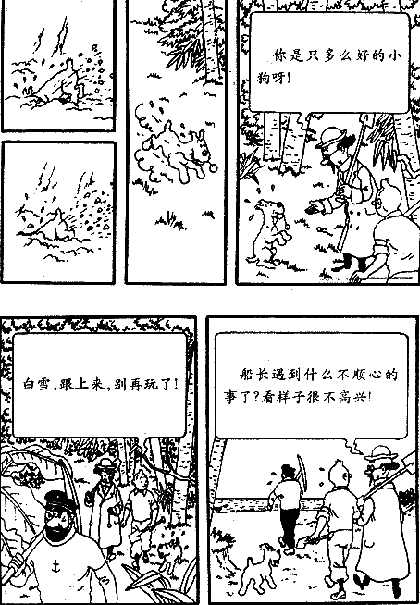 你是只多么好的小
狗呀!
白雪,跟上来,别再玩了!
船长遇到什么不顺心的
事了?看样子很不高兴!